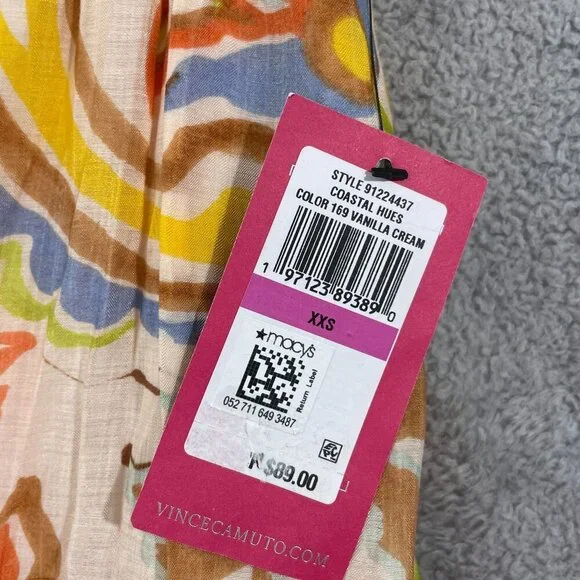 STYLE 91224437
COASTAL HUES
COLOR 169 VANILLA CREAM
1 97123 89389 0
XXS
★macy's
Return Label
052 711 649 3487
$89.00
VINCECAMUTO.COM